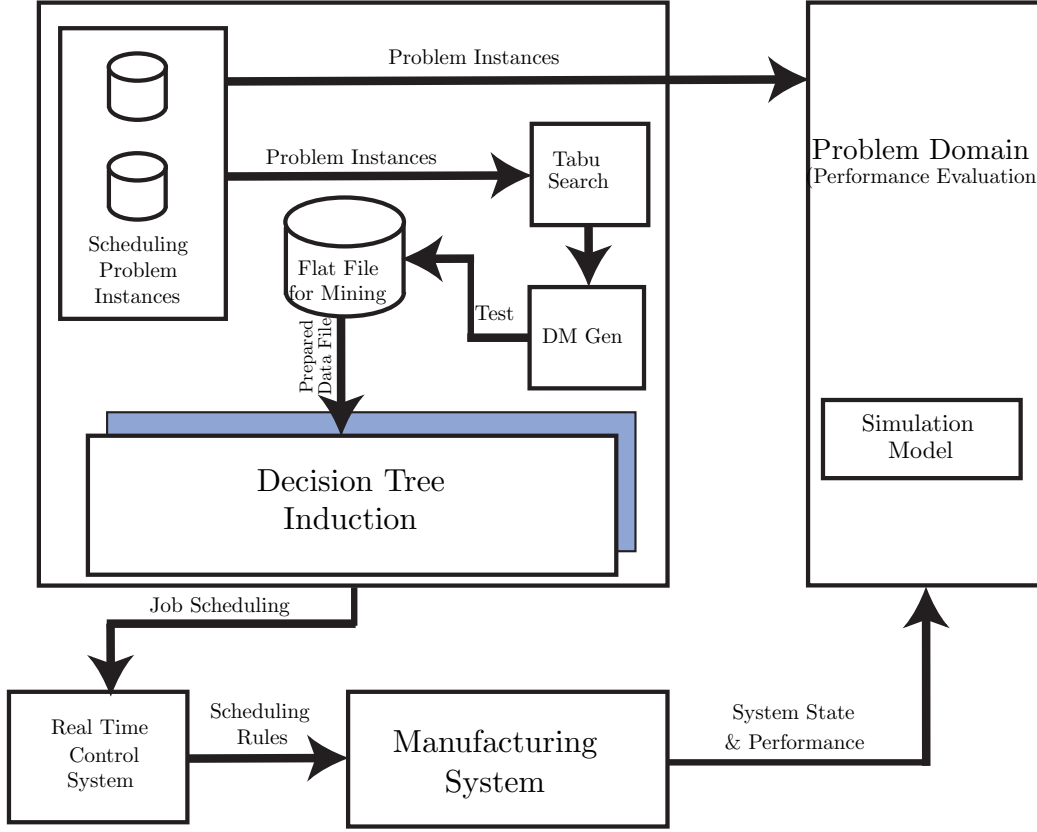 Problem Instances
Problem Instances
Scheduling
Problem
Instances
Tabu
Search
Flat File
for Mining
Test
DM Gen
Prepared
Data File
Decision Tree
Induction
Problem Domain
(Performance Evaluation
Simulation
Model
Job Scheduling
Real Time
Control
System
Scheduling
Rules
Manufacturing
System
System State
& Performance